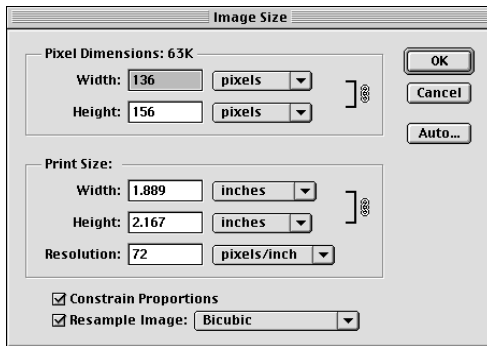 Image Size
Pixel Dimensions: 63K
Width: 136 pixels
Height: 156 pixels
OK
Cancel
Auto...
Print Size:
Width: 1.889 inches
Height: 2.167 inches
Resolution: 72 pixels/inch
Constrain Proportions
Resample Image: Bicubic